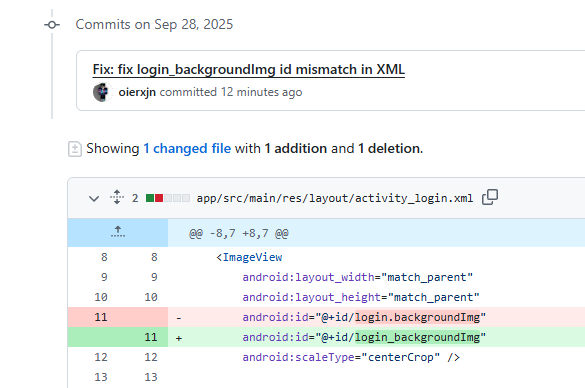 Commits on Sep 28, 2025
Fix: fix login_backgroundImg id mismatch in XML
oierxjn committed 12 minutes ago
Showing 1 changed file with 1 addition and 1 deletion.
2 app/src/main/res/layout/activity_login.xml
@@ -8,7 +8,7 @@
8 8 <ImageView
9 9 android:layout_width="match_parent"
10 10 android:layout_height="match_parent"
11 - android:id="@+id/login.backgroundImg"
11 + android:id="@+id/login_backgroundImg"
12 12 android:scaleType="centerCrop" />
13 13